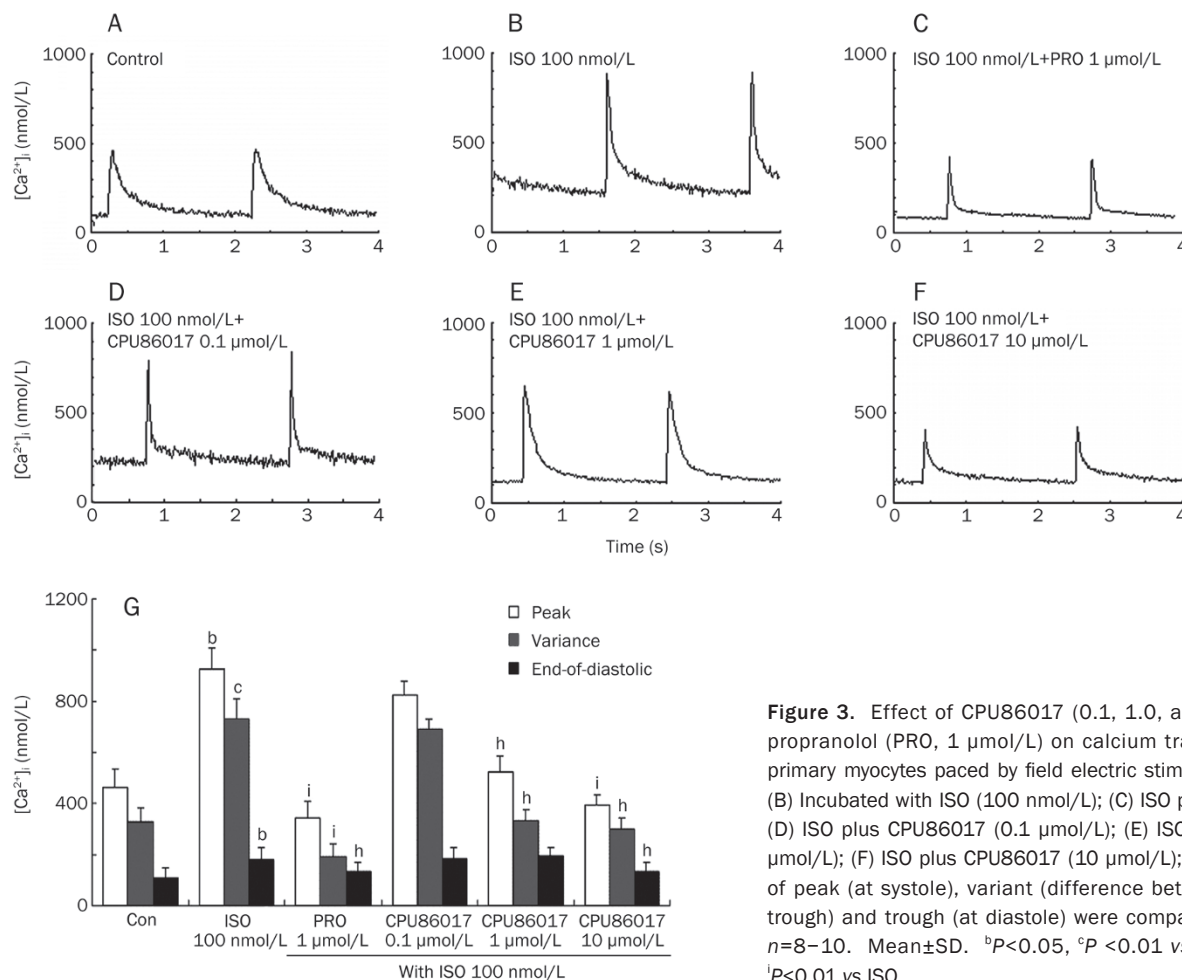 A
Control
1000
500
0
0 1 2 3 4
[Ca²⁺]ᵢ (nmol/L)
B
ISO 100 nmol/L
1000
500
0
0 1 2 3 4
C
ISO 100 nmol/L+PRO 1 μmol/L
1000
500
0
0 1 2 3 4
D
ISO 100 nmol/L+
CPU86017 0.1 μmol/L
1000
500
0
0 1 2 3 4
[Ca²⁺]ᵢ (nmol/L)
E
ISO 100 nmol/L+
CPU86017 1 μmol/L
1000
500
0
0 1 2 3 4
Time (s)
F
ISO 100 nmol/L+
CPU86017 10 μmol/L
1000
500
0
0 1 2 3 4
G
[Ca²⁺]ᵢ (nmol/L)
1200
800
400
0
Peak
Variance
End-of-diastolic
b c b
i i h
h h
i h h
Con
ISO
100 nmol/L
PRO
1 μmol/L
CPU86017
0.1 μmol/L
CPU86017
1 μmol/L
CPU86017
10 μmol/L
With ISO 100 nmol/L
Figure 3. Effect of CPU86017 (0.1, 1.0, a
propranolol (PRO, 1 μmol/L) on calcium tra
primary myocytes paced by field electric stim
(B) Incubated with ISO (100 nmol/L); (C) ISO p
(D) ISO plus CPU86017 (0.1 μmol/L); (E) ISO
μmol/L); (F) ISO plus CPU86017 (10 μmol/L);
of peak (at systole), variant (difference bet
trough) and trough (at diastole) were compa
n=8–10. Mean±SD. ᵇP<0.05, ᶜP <0.01 vs
ⁱP<0.01 vs ISO